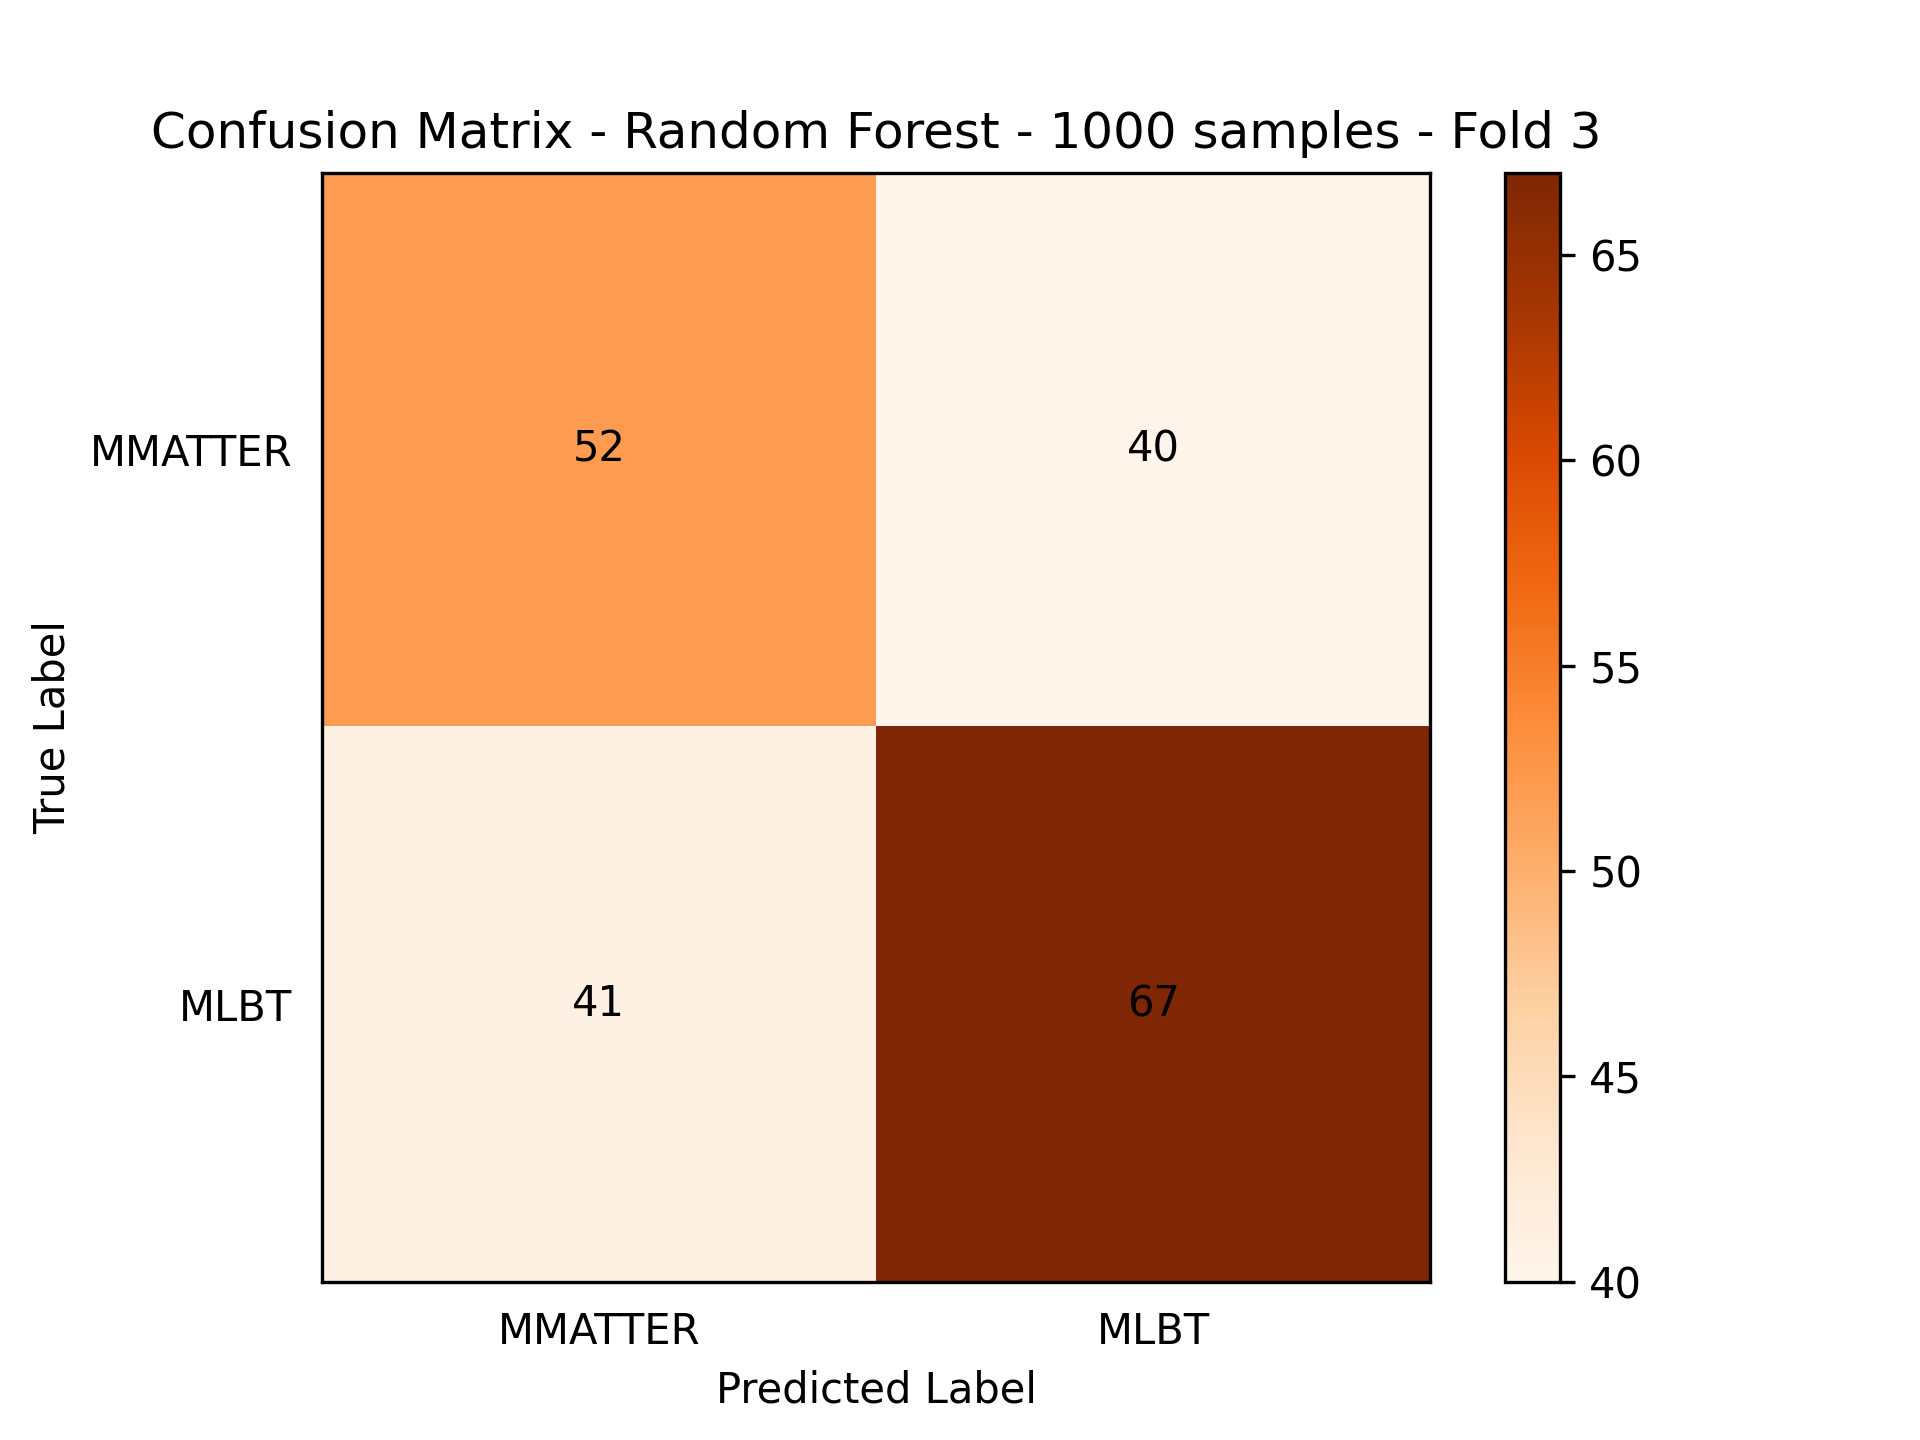 Confusion Matrix - Random Forest - 1000 samples - Fold 3
MMATTER
52
40
MLBT
41
67
MMATTER
MLBT
Predicted Label
True Label
65
60
55
50
45
40